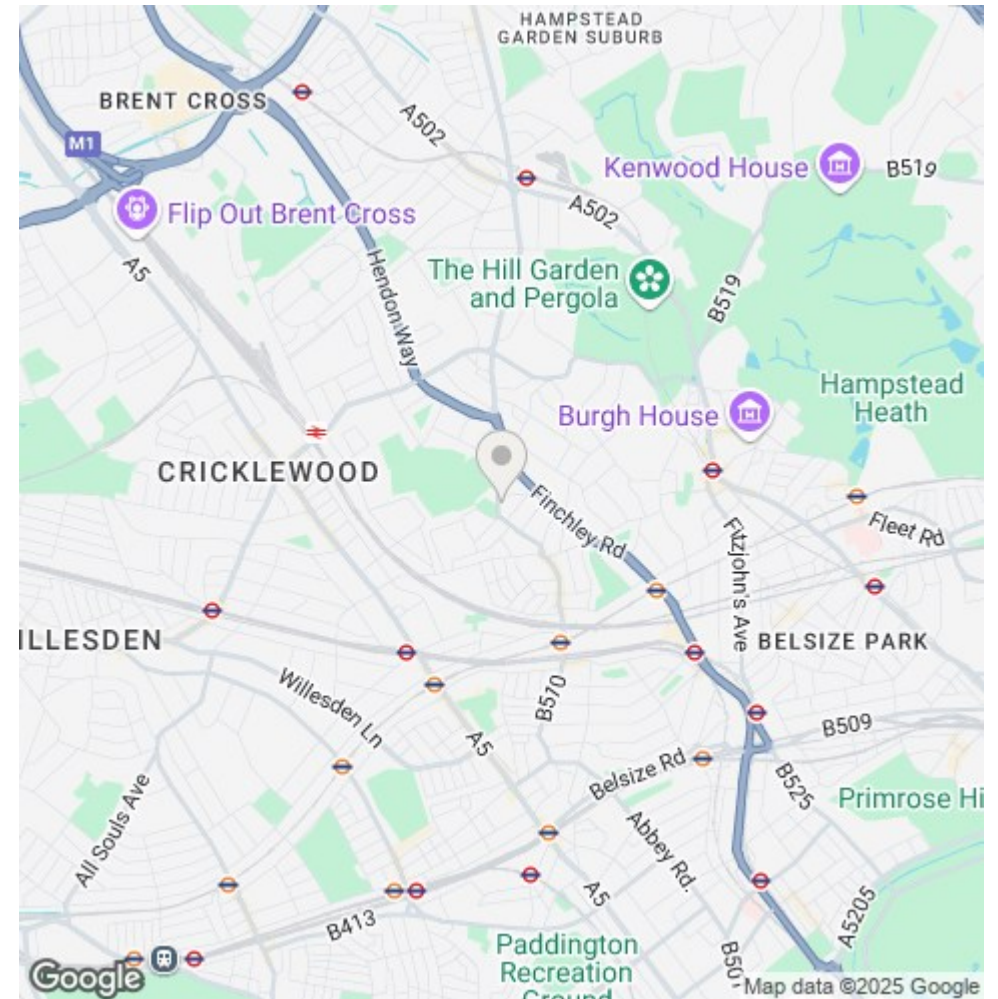 HAMPSTEAD
GARDEN SUBURB
BRENT CROSS
A502
M1
Kenwood House
B519
Flip Out Brent Cross
A502
A5
Hendon Way
The Hill Garden
and Pergola
B519
Hampstead
Heath
Burgh House
CRICKLEWOOD
Finchley Rd
Fleet Rd
Fitzjohn's Ave
ILLESDEN
BELSIZE PARK
Willesden Ln
B510
A5
B509
Belsize Rd
B525
Primrose Hi
All Souls Ave
Abbey Rd.
A5
A5205
B413
Paddington
Recreation
Ground
B50
Google
Map data ©2025 Google